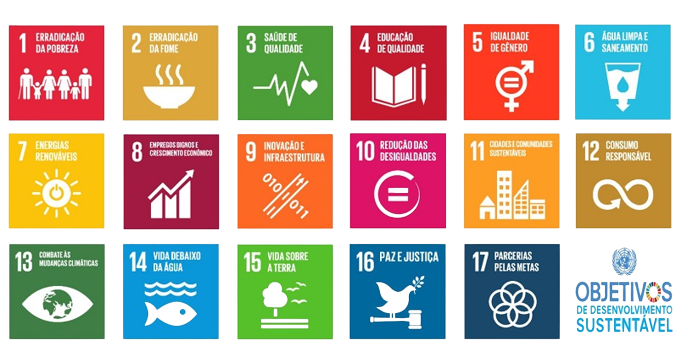 1 ERRADICAÇÃO
DA POBREZA
2 ERRADICAÇÃO
DA FOME
3 SAÚDE DE
QUALIDADE
4 EDUCAÇÃO
DE QUALIDADE
5 IGUALDADE
DE GÊNERO
6 ÁGUA LIMPA E
SANEAMENTO
7 ENERGIAS
RENOVÁVEIS
8 EMPREGOS DIGNOS E
CRESCIMENTO ECONÔMICO
9 INOVAÇÃO E
INFRAESTRUTURA
010
011
10 REDUÇÃO DAS
DESIGUALDADES
11 CIDADES E COMUNIDADES
SUSTENTÁVEIS
12 CONSUMO
RESPONSÁVEL
13 COMBATE ÀS
MUDANÇAS CLIMÁTICAS
14 VIDA DEBAIXO
DA ÁGUA
15 VIDA SOBRE
A TERRA
16 PAZ E JUSTIÇA
17 PARCERIAS
PELAS METAS
OBJETIVOS
DE DESENVOLVIMENTO
SUSTENTÁVEL